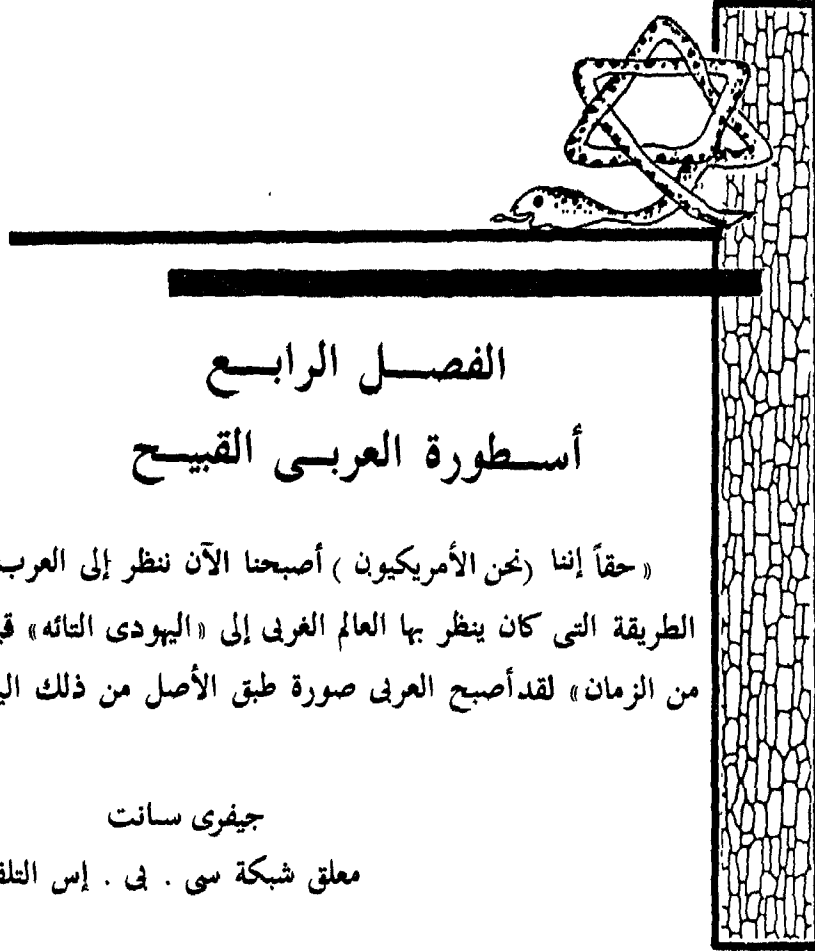 الفصل الرابع
أسطورة العربى القبيح
«حقاً إننا (نحن الأمريكيون) أصبحنا الآن ننظر إلى العرب
الطريقة التى كان ينظر بها العالم الغربى إلى «اليهودى التائه»
من الزمان» لقد أصبح العربى صورة طبق الأصل من ذلك
جيفرى سانت
معلق شبكة سى . بى . إس